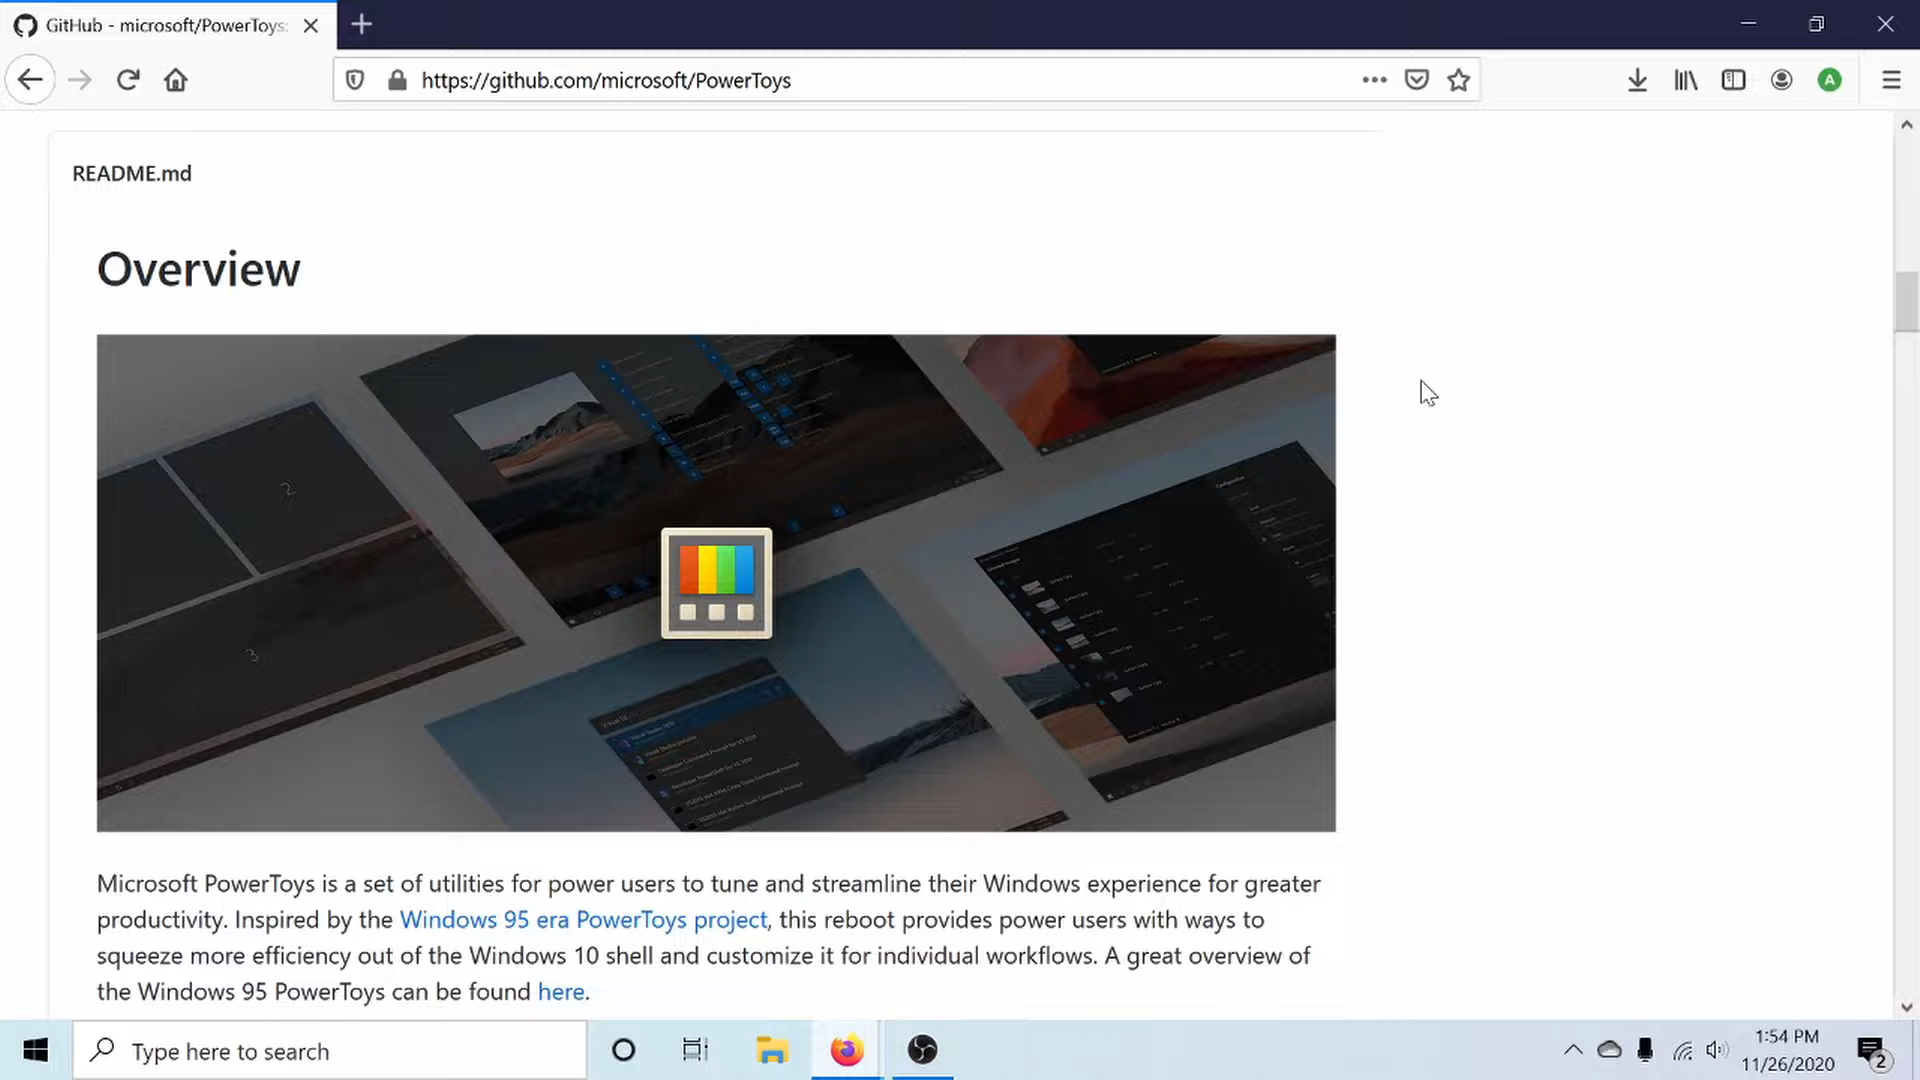 GitHub - microsoft/PowerToys:
https://github.com/microsoft/PowerToys
A
README.md
Overview
2
3
Microsoft PowerToys is a set of utilities for power users to tune and streamline their Windows experience for greater
productivity. Inspired by the Windows 95 era PowerToys project, this reboot provides power users with ways to
squeeze more efficiency out of the Windows 10 shell and customize it for individual workflows. A great overview of
the Windows 95 PowerToys can be found here.
Type here to search
1:54 PM
11/26/2020
2